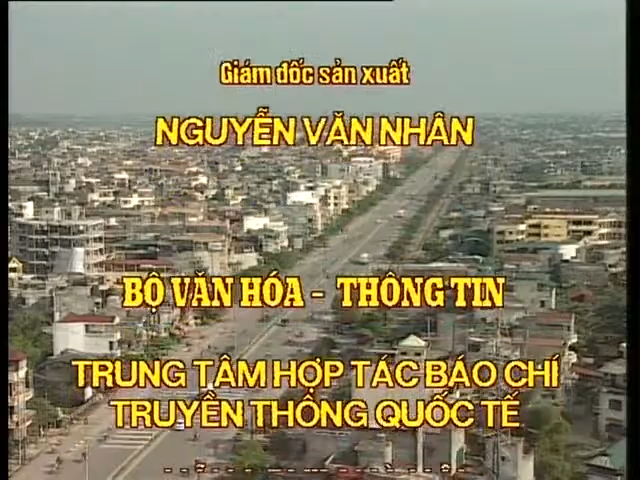 Giám đốc sản xuất
NGUYỄN VĂN NHÂN
BỘ VĂN HÓA - THÔNG TIN
TRUNG TÂM HỢP TÁC BÁO CHÍ
TRUYỀN THÔNG QUỐC TẾ